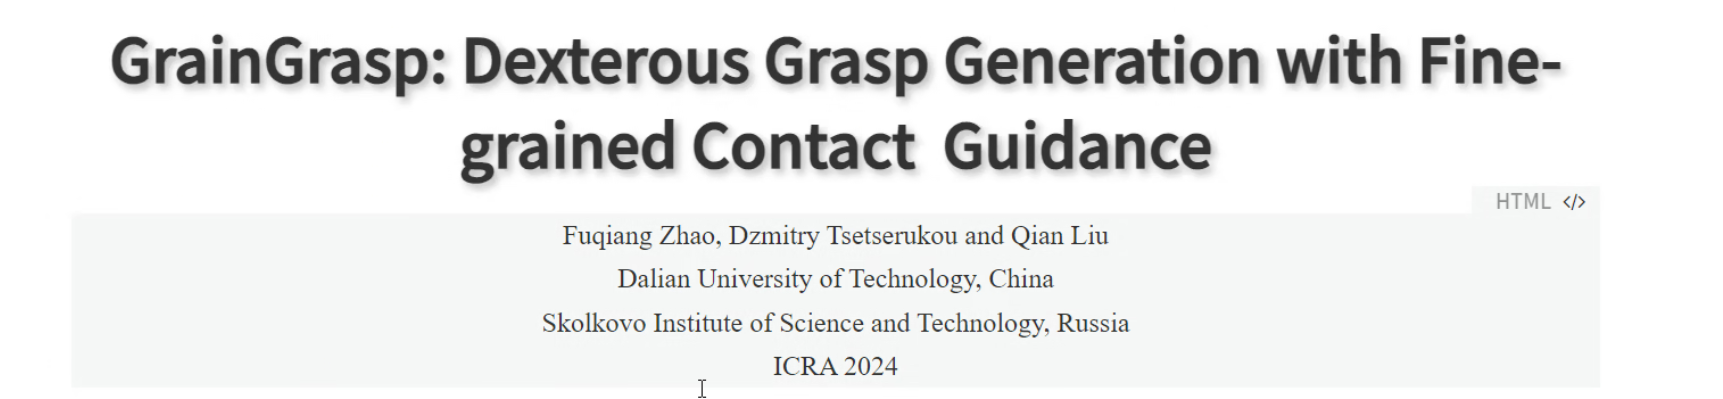 GrainGrasp: Dexterous Grasp Generation with Fine-
grained Contact  Guidance
HTML </>
Fuqiang Zhao, Dzmitry Tsetserukou and Qian Liu
Dalian University of Technology, China
Skolkovo Institute of Science and Technology, Russia
ICRA 2024